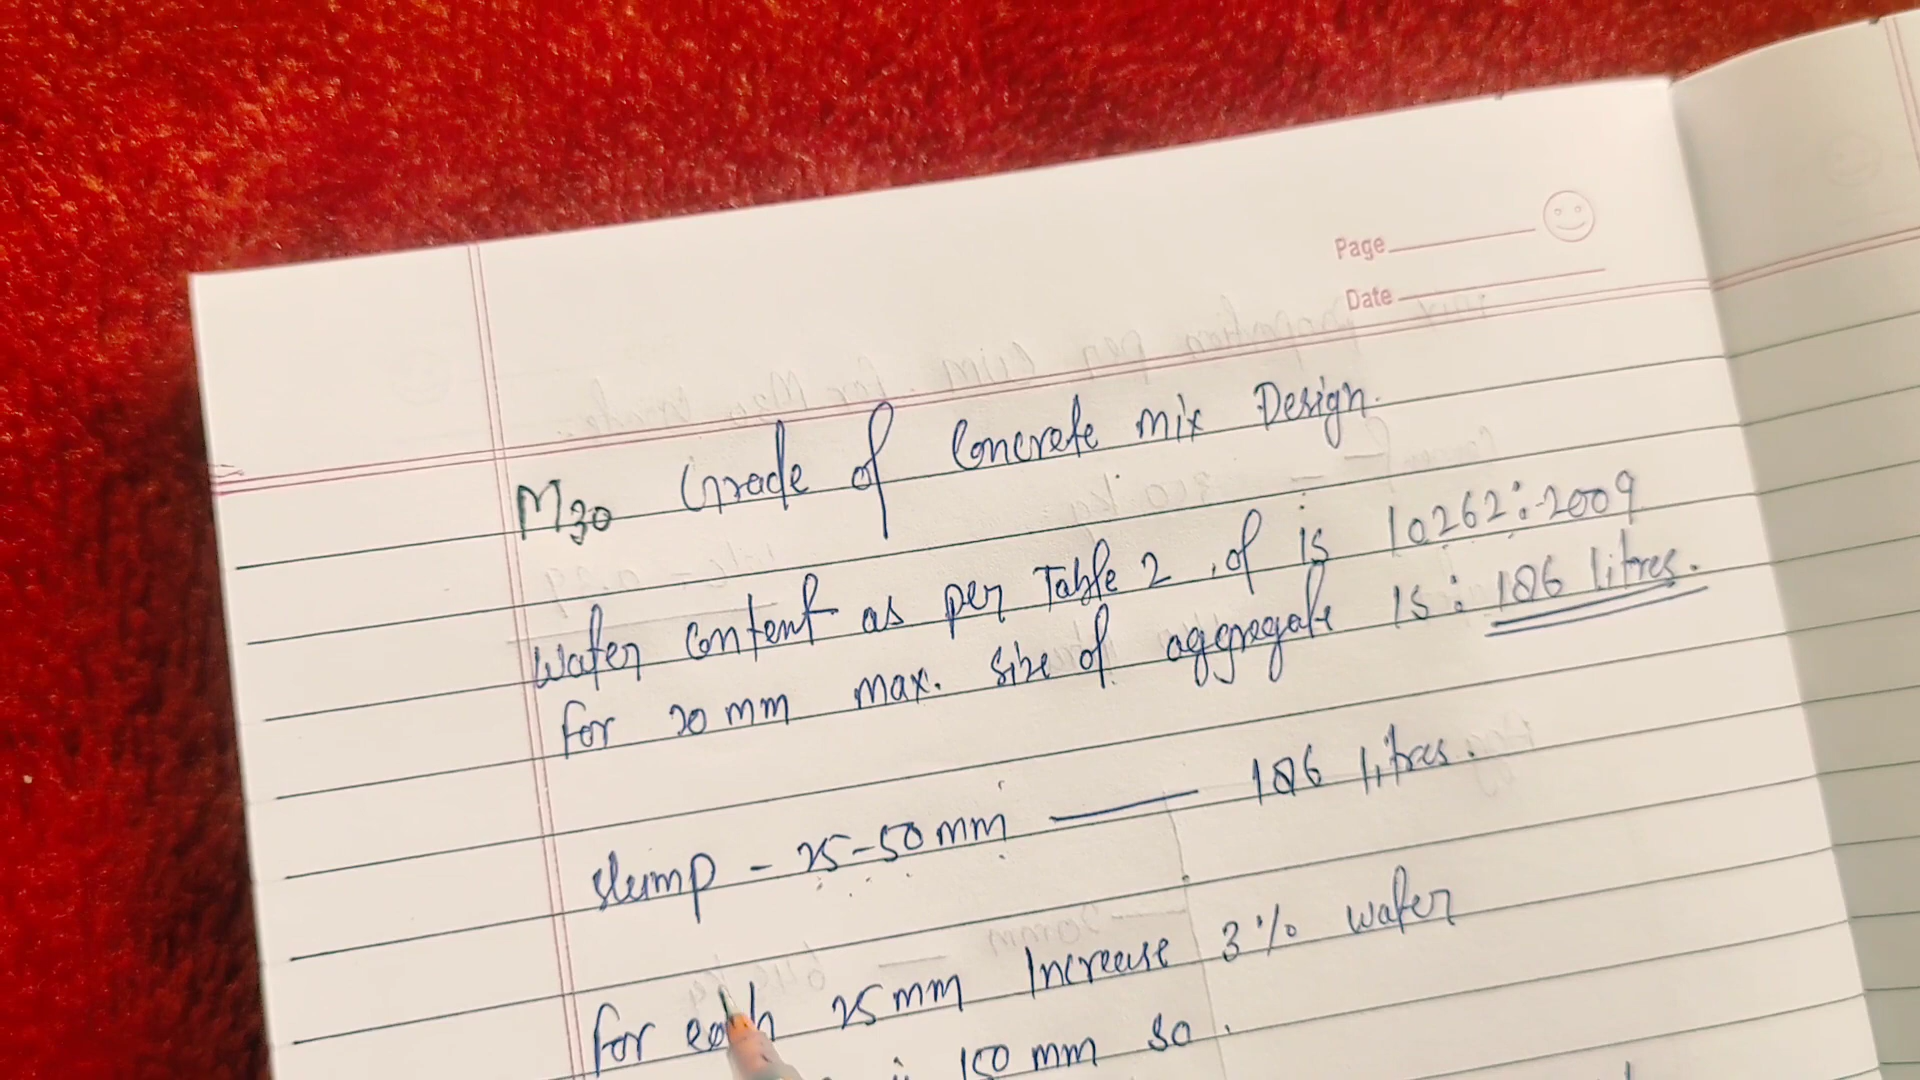 Page
Date
M30 Grade of Concrete mix Design.
Water content as per Table 2, of is 10262:-2009
for 20 mm max. size of aggregate is: 186 litres.
slump - 25-50 mm — 186 litres.
for each 25 mm Increase 3% water
150 mm so